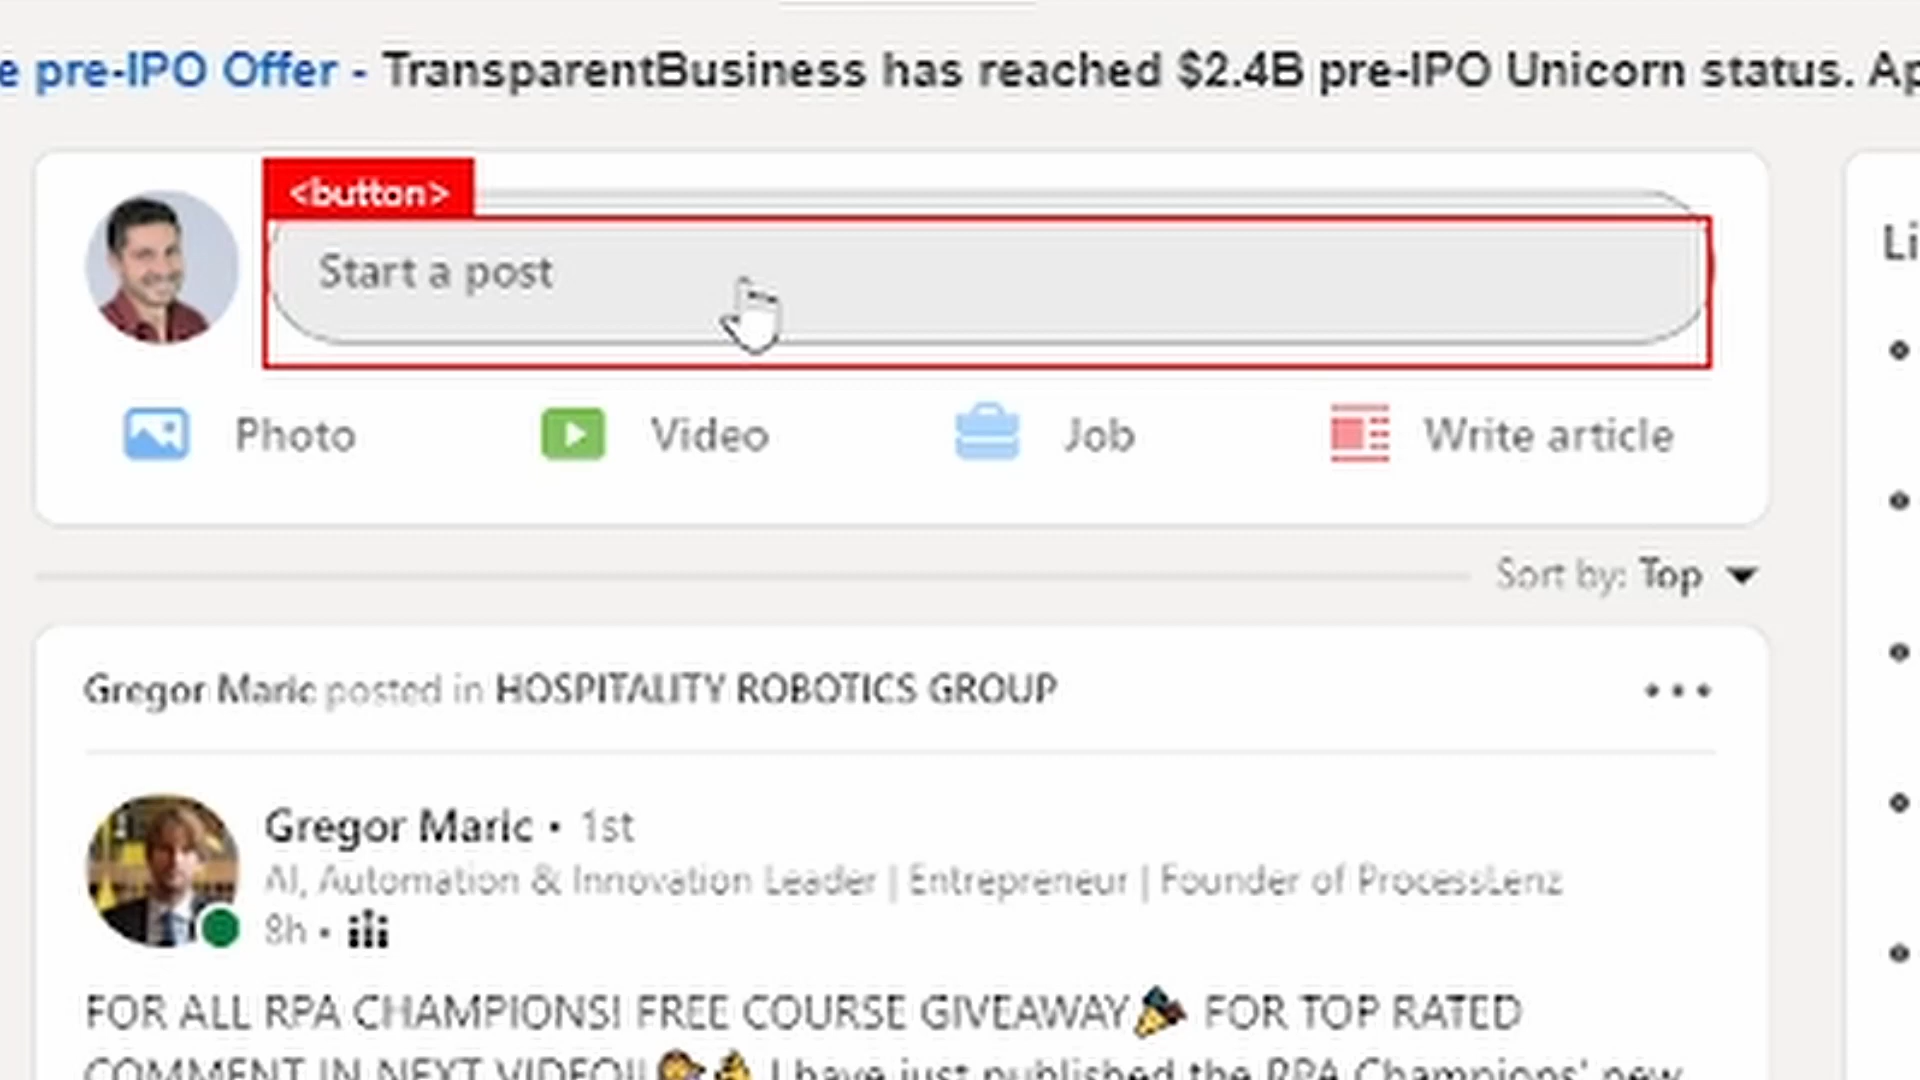 e pre-IPO Offer - TransparentBusiness has reached $2.4B pre-IPO Unicorn status. Ap
<button>
Start a post
Li
Photo Video Job Write article
Sort by: Top
Gregor Maric posted in HOSPITALITY ROBOTICS GROUP
Gregor Maric • 1st
AI, Automation & Innovation Leader | Entrepreneur | Founder of ProcessLenz
8h •
FOR ALL RPA CHAMPIONS! FREE COURSE GIVEAWAY🎉 FOR TOP RATED
COMMENT IN NEXT VIDEO!! I have just published the RPA Champions' new